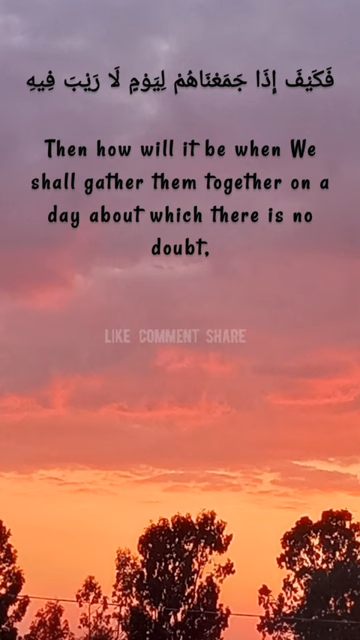 فَكَيْفَ إِذَا جَمَعْنَاهُمْ لِيَوْمٍ لَا رَيْبَ فِيهِ
Then how will it be when We
shall gather them together on a
day about which there is no
doubt,
LIKE COMMENT SHARE